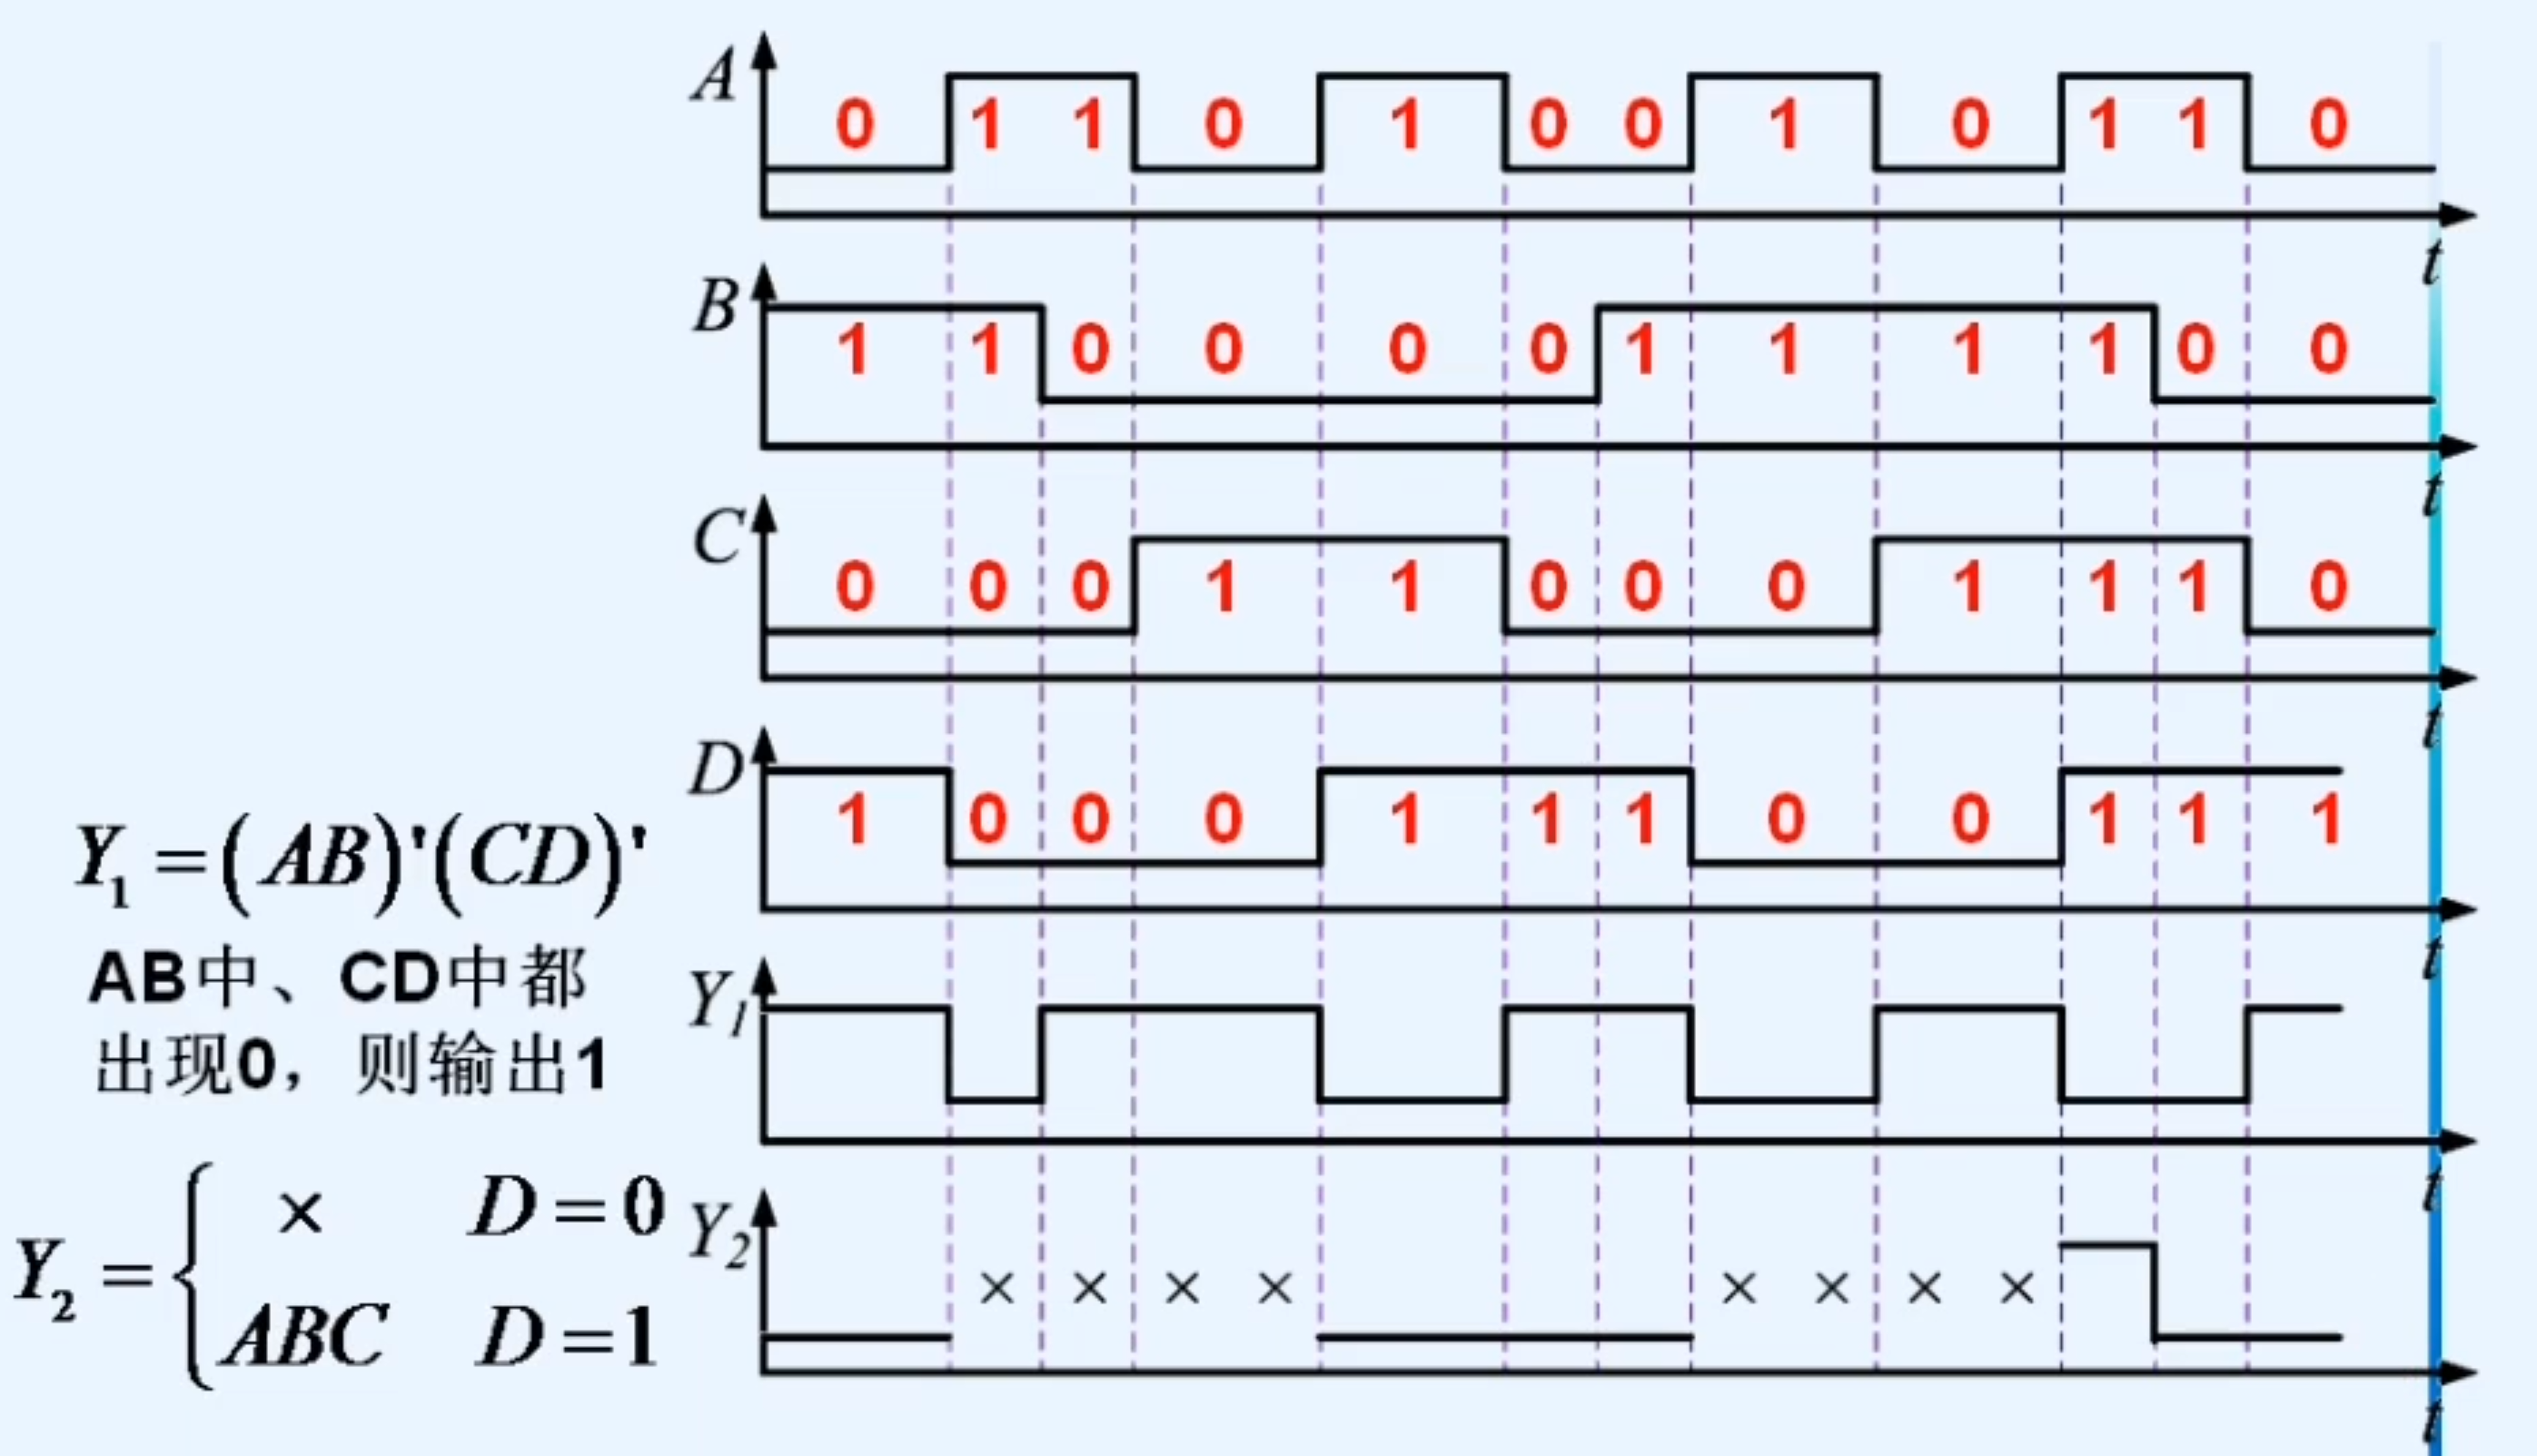 A
0 1 1 0 1 0 0 1 0 1 1 0
t
B
1 1 0 0 0 0 1 1 1 1 0 0
t
C
0 0 0 1 1 0 0 0 1 1 1 0
t
D
1 0 0 0 1 1 1 0 0 1 1 1
t
Y₁ = (AB)'(CD)'
AB中、CD中都
出现0，则输出1
Y₁
t
Y₂ = { × D = 0
ABC D = 1
Y₂
× × × × × × × ×
t